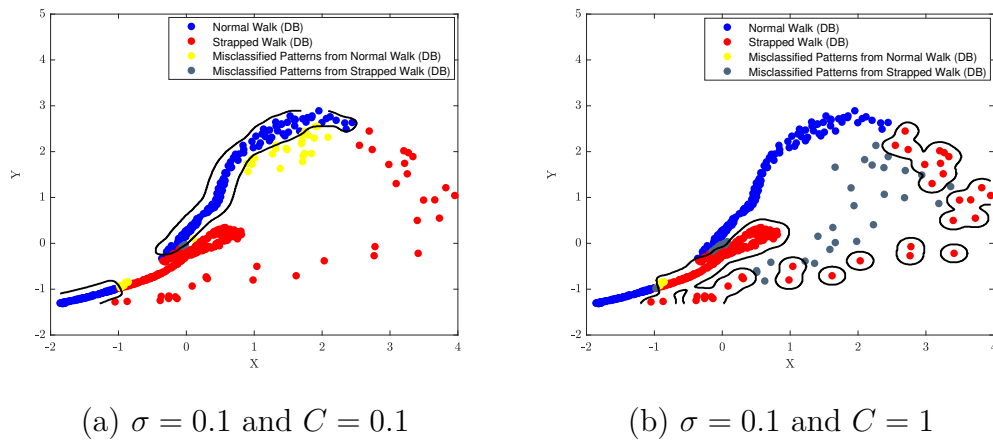 5
4
3
2
1
0
-1
-2
Y
-2
-1
0
1
2
3
4
X
Normal Walk (DB)
Strapped Walk (DB)
Misclassified Patterns from Normal Walk (DB)
Misclassified Patterns from Strapped Walk (DB)
(a) σ = 0.1 and C = 0.1
5
4
3
2
1
0
-1
-2
Y
-2
-1
0
1
2
3
4
X
Normal Walk (DB)
Strapped Walk (DB)
Misclassified Patterns from Normal Walk (DB)
Misclassified Patterns from Strapped Walk (DB)
(b) σ = 0.1 and C = 1